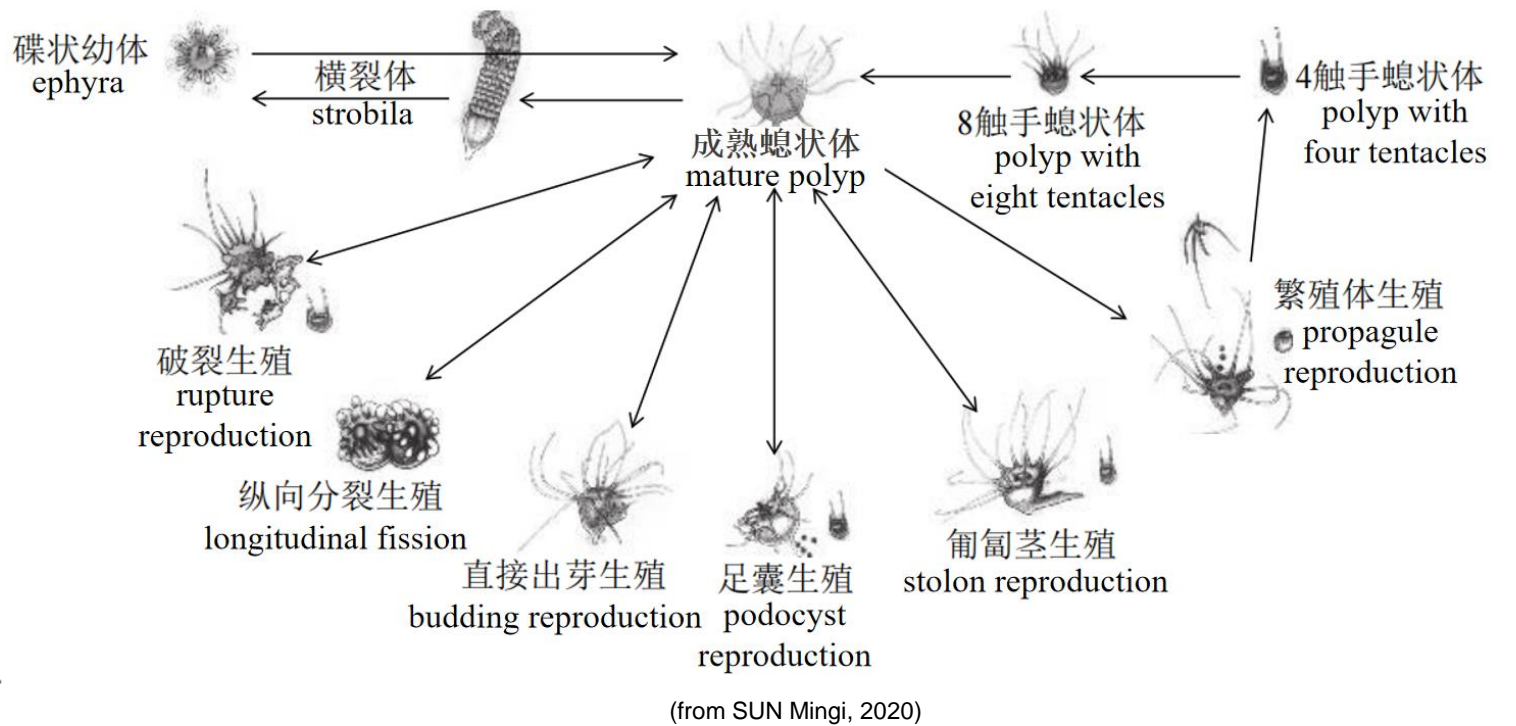 碟状幼体
ephyra
横裂体
strobila
成熟螅状体
mature polyp
8触手螅状体
polyp with
eight tentacles
4触手螅状体
polyp with
four tentacles
破裂生殖
rupture
reproduction
纵向分裂生殖
longitudinal fission
直接出芽生殖
budding reproduction
足囊生殖
podocyst
reproduction
匍匐茎生殖
stolon reproduction
繁殖体生殖
propagule
reproduction
(from SUN Mingi, 2020)